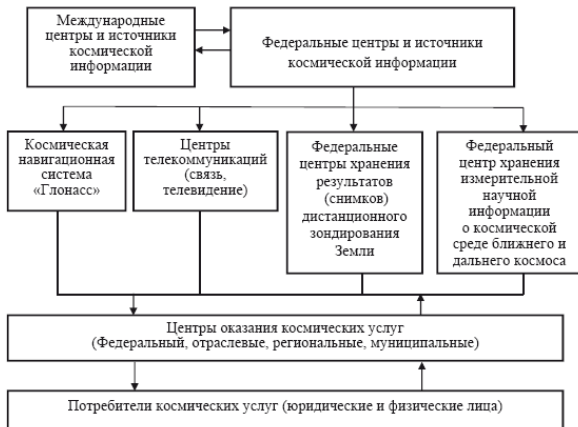 Международные
центры и источники
космической
информации
Федеральные центры и источники
космической информации
Космическая
навигационная
система
«Глонасс»
Центры
телекоммуникаций
(связь,
телевидение)
Федеральные
центры хранения
результатов
(снимков)
дистанционного
зондирования
Земли
Федеральный
центр хранения
измерительной
научной
информации
о космической
среде ближнего и
дальнего космоса
Центры оказания космических услуг
(Федеральный, отраслевые, региональные, муниципальные)
Потребители космических услуг (юридические и физические лица)